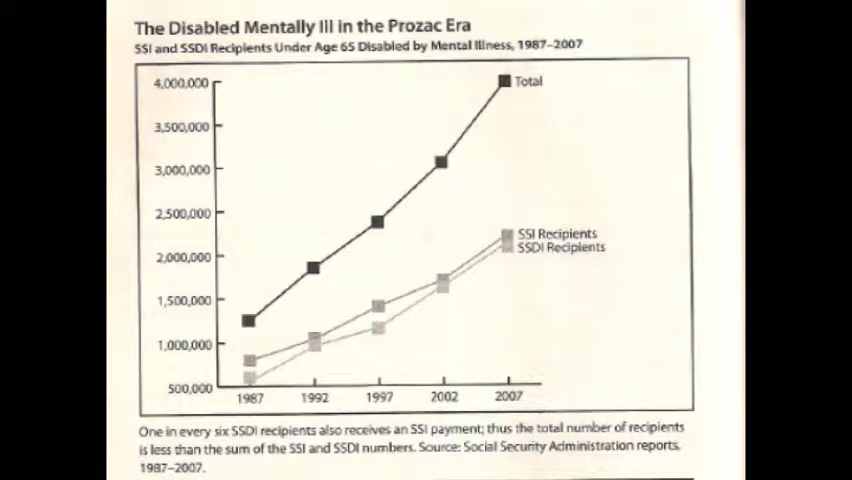 The Disabled Mentally Ill in the Prozac Era
SSI and SSDI Recipients Under Age 65 Disabled by Mental Illness, 1987–2007
4,000,000
Total
3,500,000
3,000,000
2,500,000
SSI Recipients
SSDI Recipients
2,000,000
1,500,000
1,000,000
500,000
1987 1992 1997 2002 2007
One in every six SSDI recipients also receives an SSI payment; thus the total number of recipients
is less than the sum of the SSI and SSDI numbers. Source: Social Security Administration reports,
1987–2007.